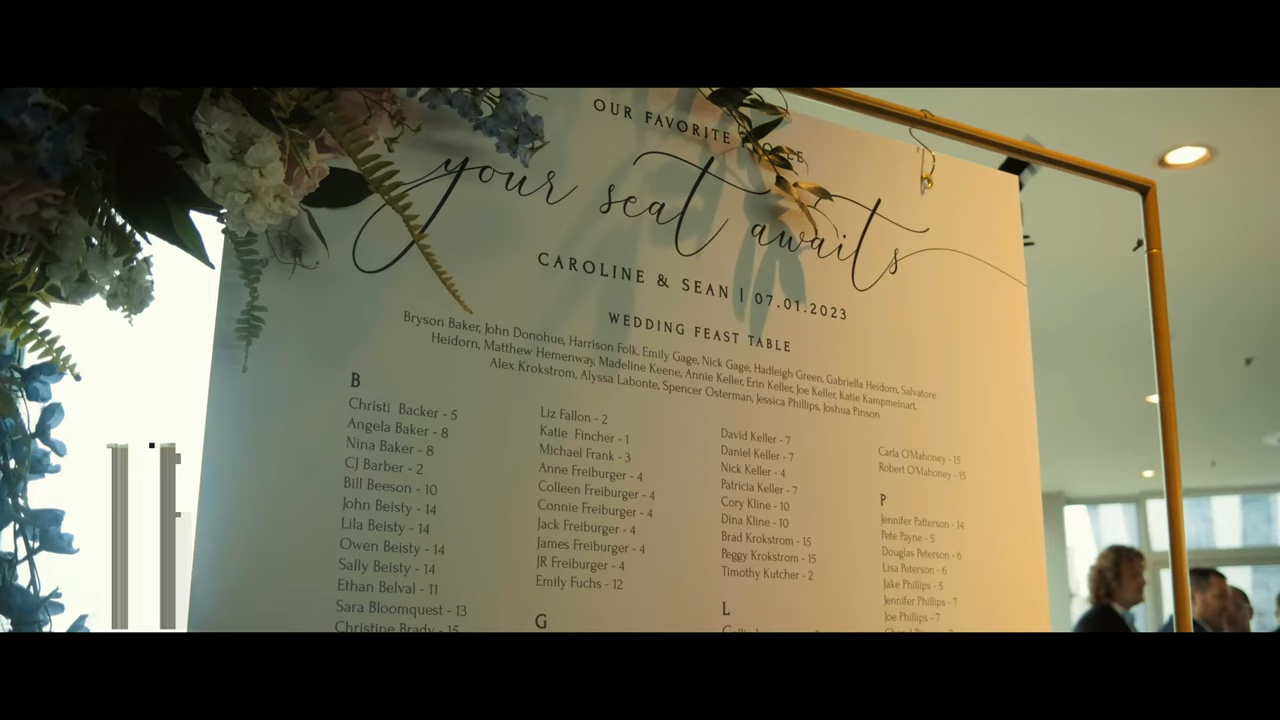 OUR FAVORITE
your seat awaits
CAROLINE & SEAN | 07.01.2023
WEDDING FEAST TABLE
Bryson Baker, John Donohue, Harrison Folk, Emily Gage, Nick Gage, Hadleigh Green, Gabriella Heidorn, Salvatore
Heidorn, Matthew Hemenway, Madeline Keene, Annie Keller, Erin Keller, Joe Keller, Katie Kampmeinart,
Alex Krokstrom, Alyssa Labonte, Spencer Osterman, Jessica Phillips, Joshua Pinson
B
Christi Backer - 5
Angela Baker - 8
Nina Baker - 8
CJ Barber - 2
Bill Beeson - 10
John Beisty - 14
Lila Beisty - 14
Owen Beisty - 14
Sally Beisty - 14
Ethan Belval - 11
Sara Bloomquest - 13
Christine Brady - 15
Liz Fallon - 2
Katie Fincher - 1
Michael Frank - 3
Anne Freiburger - 4
Colleen Freiburger - 4
Connie Freiburger - 4
Jack Freiburger - 4
James Freiburger - 4
JR Freiburger - 4
Emily Fuchs - 12
G
David Keller - 7
Daniel Keller - 7
Nick Keller - 4
Patricia Keller - 7
Cory Kline - 10
Dina Kline - 10
Brad Krokstrom - 15
Peggy Krokstrom - 15
Timothy Kutcher - 2
L
Carla O'Mahoney - 15
Robert O'Mahoney - 15
P
Jennifer Patterson - 14
Pete Payne - 5
Douglas Peterson - 6
Lisa Peterson - 6
Jake Phillips - 5
Jennifer Phillips - 7
Joe Phillips - 7